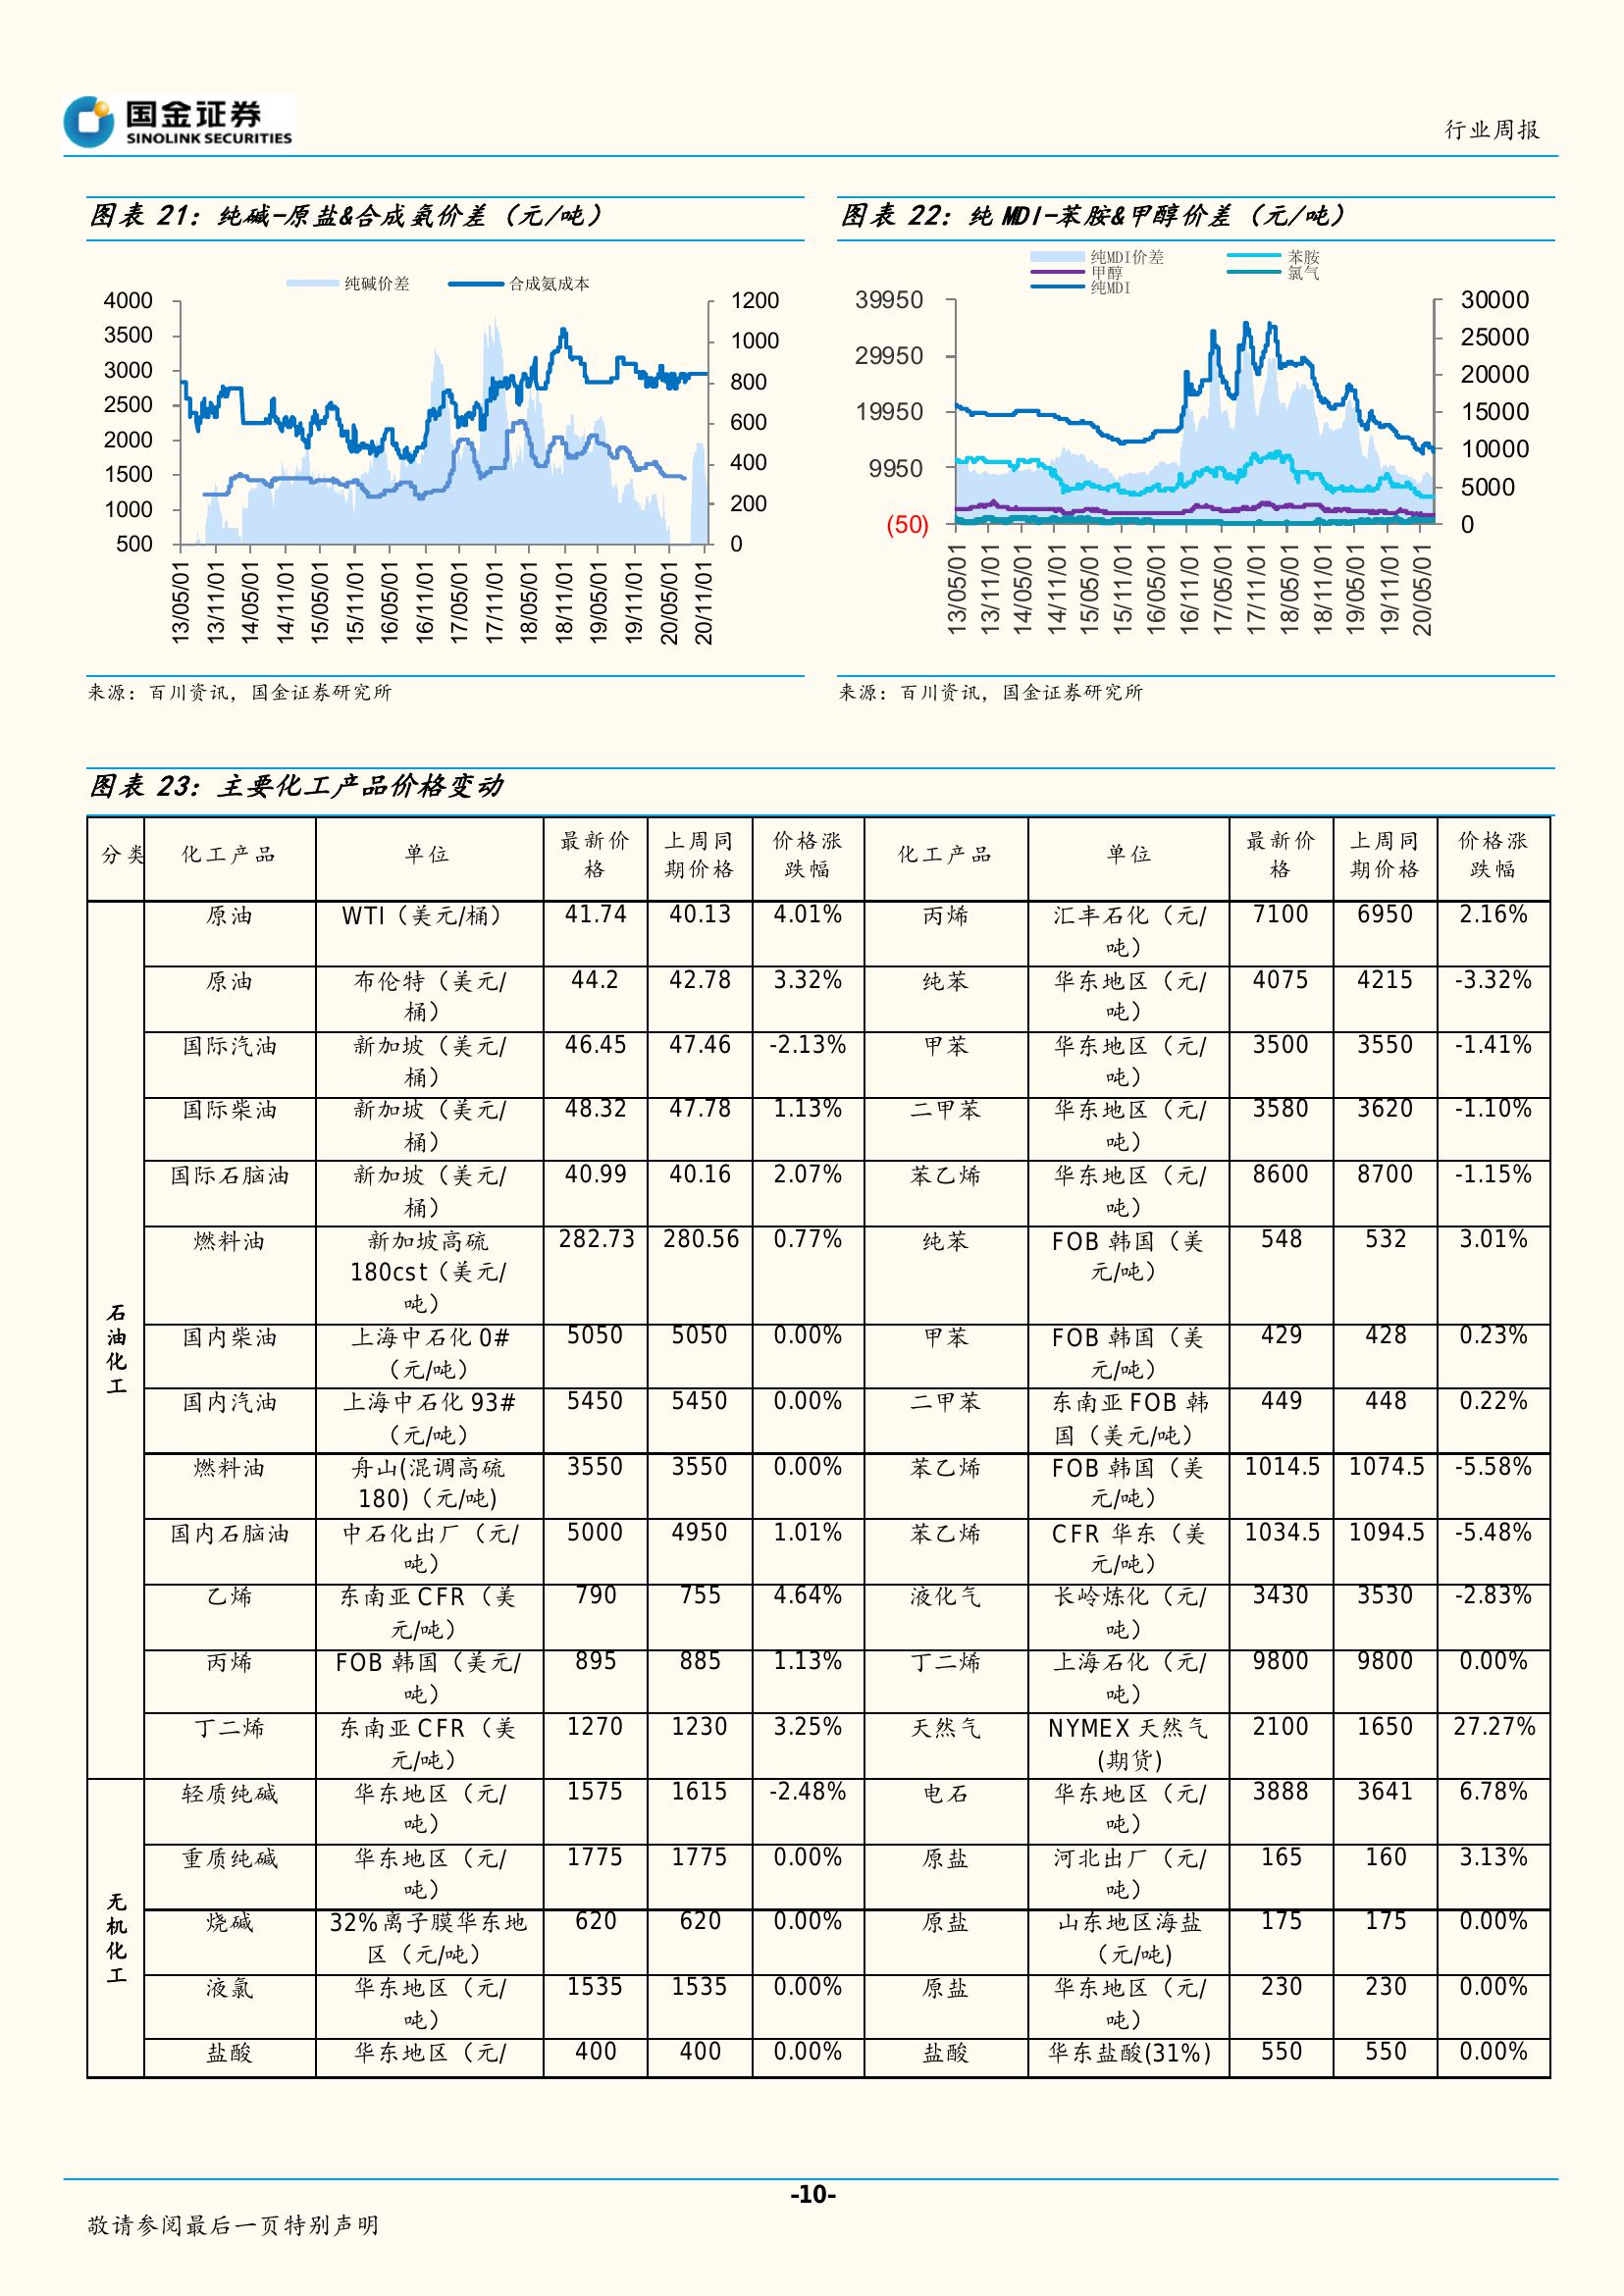 国金证券
SINOLINK SECURITIES
行业周报
图表 21：纯碱-原盐&合成氨价差（元/吨）
纯碱价差 合成氨成本
4000 1200
3500 1000
3000 800
2500
2000 600
1500 400
1000 200
500 0
13/05/01 13/11/01 14/05/01 14/11/01 15/05/01 15/11/01 16/05/01 16/11/01 17/05/01 17/11/01 18/05/01 18/11/01 19/05/01 19/11/01 20/05/01 20/11/01
来源：百川资讯，国金证券研究所
图表 22：纯 MDI-苯胺&甲醇价差（元/吨）
纯MDI价差 苯胺
甲醇 氯气
纯MDI
39950 30000
25000
29950 20000
19950 15000
10000
9950 5000
(50) 0
13/05/01 13/11/01 14/05/01 14/11/01 15/05/01 15/11/01 16/05/01 16/11/01 17/05/01 17/11/01 18/05/01 18/11/01 19/05/01 19/11/01 20/05/01
来源：百川资讯，国金证券研究所
图表 23：主要化工产品价格变动
分类 化工产品 单位 最新价格 上周同期价格 价格涨跌幅 化工产品 单位 最新价格 上周同期价格 价格涨跌幅
石油化工
原油 WTI（美元/桶） 41.74 40.13 4.01% 丙烯 汇丰石化（元/吨） 7100 6950 2.16%
原油 布伦特（美元/桶） 44.2 42.78 3.32% 纯苯 华东地区（元/吨） 4075 4215 -3.32%
国际汽油 新加坡（美元/桶） 46.45 47.46 -2.13% 甲苯 华东地区（元/吨） 3500 3550 -1.41%
国际柴油 新加坡（美元/桶） 48.32 47.78 1.13% 二甲苯 华东地区（元/吨） 3580 3620 -1.10%
国际石脑油 新加坡（美元/桶） 40.99 40.16 2.07% 苯乙烯 华东地区（元/吨） 8600 8700 -1.15%
燃料油 新加坡高硫180cst（美元/吨） 282.73 280.56 0.77% 纯苯 FOB 韩国（美元/吨） 548 532 3.01%
国内柴油 上海中石化 0#（元/吨） 5050 5050 0.00% 甲苯 FOB 韩国（美元/吨） 429 428 0.23%
国内汽油 上海中石化 93#（元/吨） 5450 5450 0.00% 二甲苯 东南亚 FOB 韩国（美元/吨） 449 448 0.22%
燃料油 舟山(混调高硫180)（元/吨) 3550 3550 0.00% 苯乙烯 FOB 韩国（美元/吨） 1014.5 1074.5 -5.58%
国内石脑油 中石化出厂（元/吨） 5000 4950 1.01% 苯乙烯 CFR 华东（美元/吨） 1034.5 1094.5 -5.48%
乙烯 东南亚 CFR（美元/吨） 790 755 4.64% 液化气 长岭炼化（元/吨） 3430 3530 -2.83%
丙烯 FOB 韩国（美元/吨） 895 885 1.13% 丁二烯 上海石化（元/吨） 9800 9800 0.00%
丁二烯 东南亚 CFR（美元/吨） 1270 1230 3.25% 天然气 NYMEX 天然气(期货) 2100 1650 27.27%
无机化工
轻质纯碱 华东地区（元/吨） 1575 1615 -2.48% 电石 华东地区（元/吨） 3888 3641 6.78%
重质纯碱 华东地区（元/吨） 1775 1775 0.00% 原盐 河北出厂（元/吨） 165 160 3.13%
烧碱 32%离子膜华东地区（元/吨） 620 620 0.00% 原盐 山东地区海盐（元/吨) 175 175 0.00%
液氯 华东地区（元/吨） 1535 1535 0.00% 原盐 华东地区（元/吨） 230 230 0.00%
盐酸 华东地区（元/ 400 400 0.00% 盐酸 华东盐酸(31%) 550 550 0.00%
-10-
敬请参阅最后一页特别声明